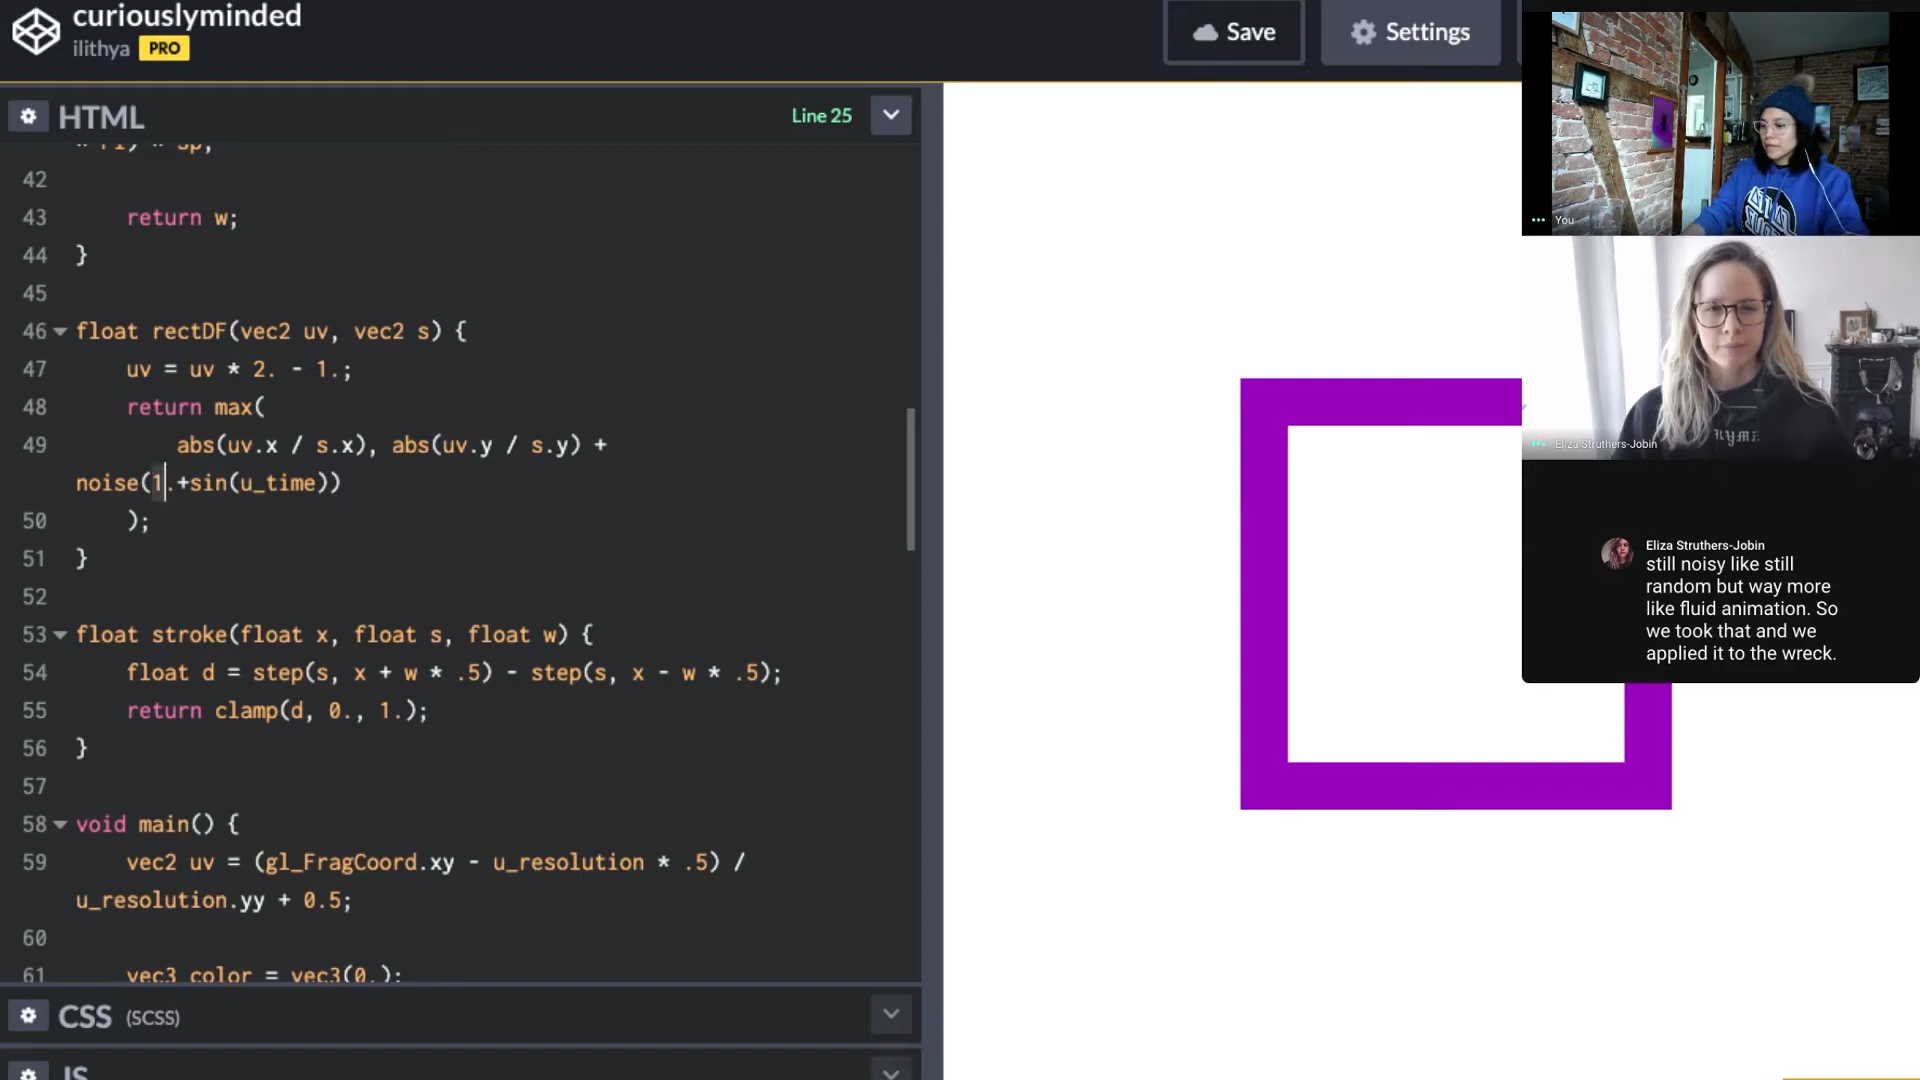 curiouslyminded
ilithya PRO
Save
Settings
HTML
Line 25
42
43 return w;
44 }
45
46 float rectDF(vec2 uv, vec2 s) {
47 uv = uv * 2. - 1.;
48 return max(
49 abs(uv.x / s.x), abs(uv.y / s.y) +
noise(1.+sin(u_time))
50 );
51 }
52
53 float stroke(float x, float s, float w) {
54 float d = step(s, x + w * .5) - step(s, x - w * .5);
55 return clamp(d, 0., 1.);
56 }
57
58 void main() {
59 vec2 uv = (gl_FragCoord.xy - u_resolution * .5) /
u_resolution.yy + 0.5;
60
61 vec3 color = vec3(0.);
CSS (SCSS)
JS
You
Eliza Struthers-Jobin
Eliza Struthers-Jobin
still noisy like still
random but way more
like fluid animation. So
we took that and we
applied it to the wreck.